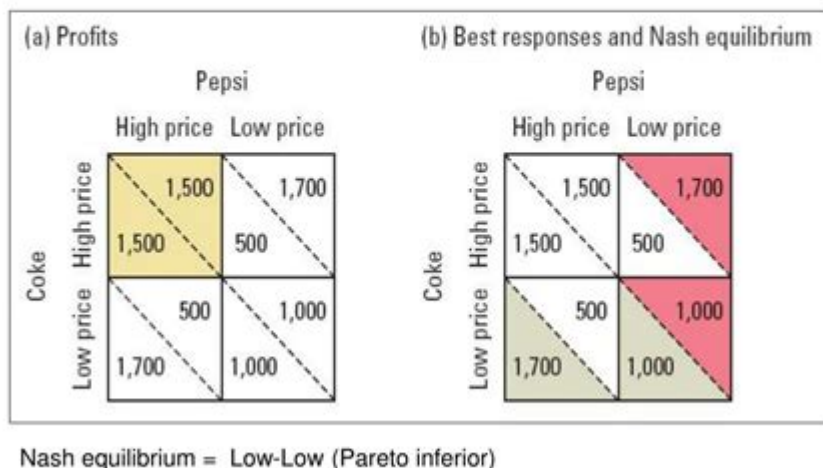 (a) Profits
Pepsi
High price Low price
Coke
High price
1,500
1,500
1,700
500
Low price
500
1,700
1,000
1,000
(b) Best responses and Nash equilibrium
Pepsi
High price Low price
Coke
High price
1,500
1,500
1,700
500
Low price
500
1,700
1,000
1,000
Nash equilibrium = Low-Low (Pareto inferior)